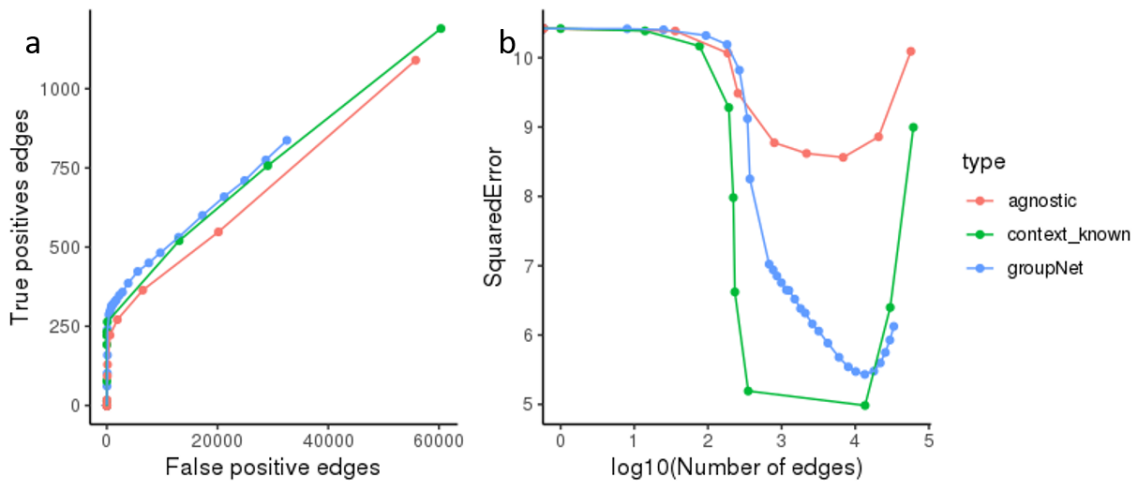 a
True positives edges
1000
750
500
250
0
0 20000 40000 60000
False positive edges
b
SquaredError
10
9
8
7
6
5
0 1 2 3 4 5
log10(Number of edges)
type
agnostic
context_known
groupNet